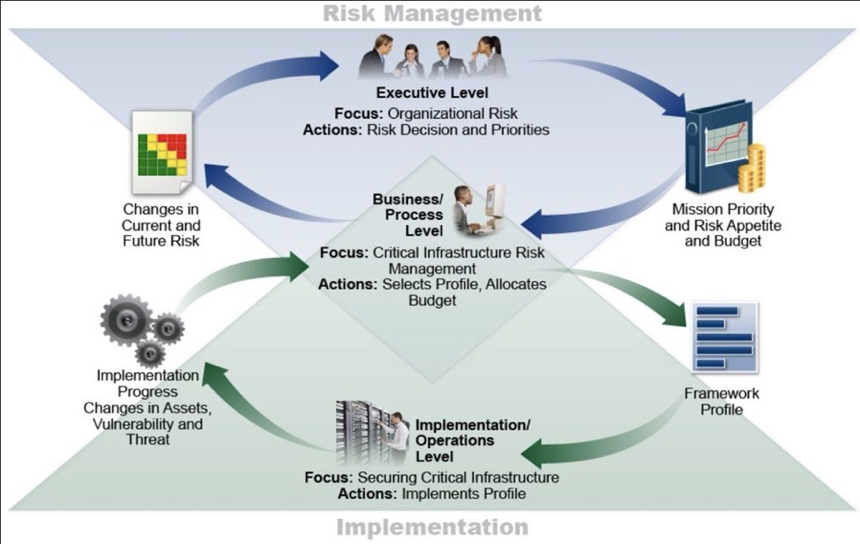 Risk Management
Executive Level
Focus: Organizational Risk
Actions: Risk Decision and Priorities
Changes in
Current and
Future Risk
Mission Priority
and Risk Appetite
and Budget
Business/
Process
Level
Focus: Critical Infrastructure Risk
Management
Actions: Selects Profile, Allocates
Budget
Implementation
Progress
Changes in Assets,
Vulnerability and
Threat
Framework
Profile
Implementation/
Operations
Level
Focus: Securing Critical Infrastructure
Actions: Implements Profile
Implementation